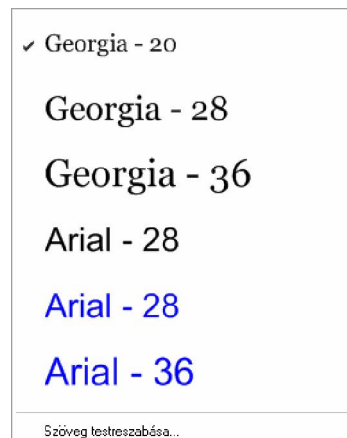 Georgia - 20
Georgia - 28
Georgia - 36
Arial - 28
Arial - 28
Arial - 36
Szöveg testreszabása...